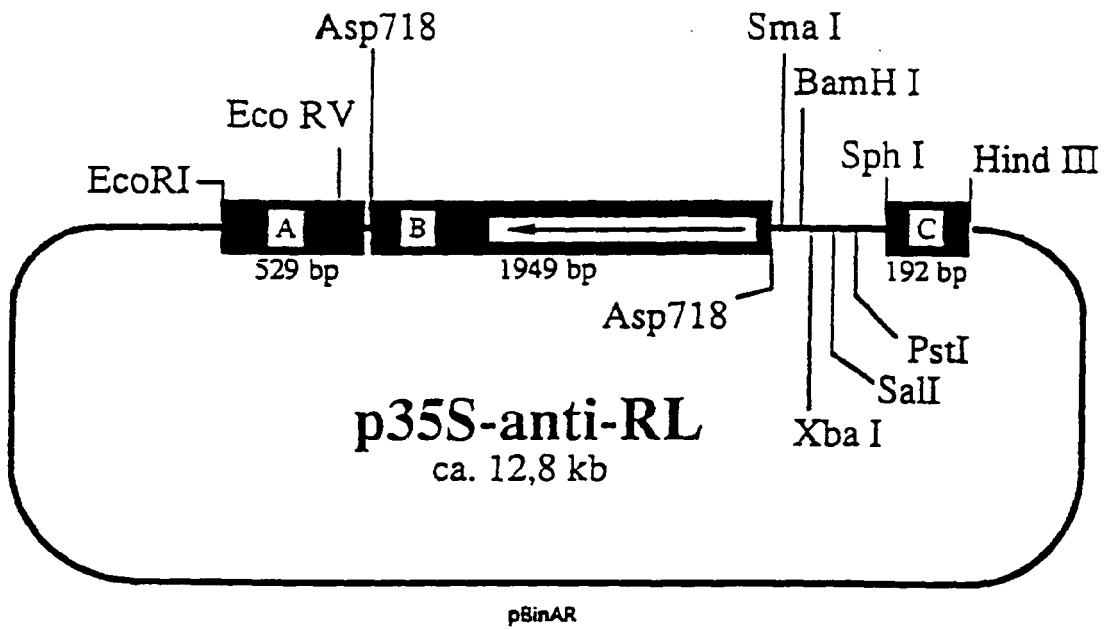 Asp718
Sma I
BamH I
Eco RV
Sph I
Hind III
EcoRI
A
B
C
529 bp
1949 bp
192 bp
Asp718
PstI
SalI
Xba I
p35S-anti-RL
ca. 12,8 kb
pBinAR